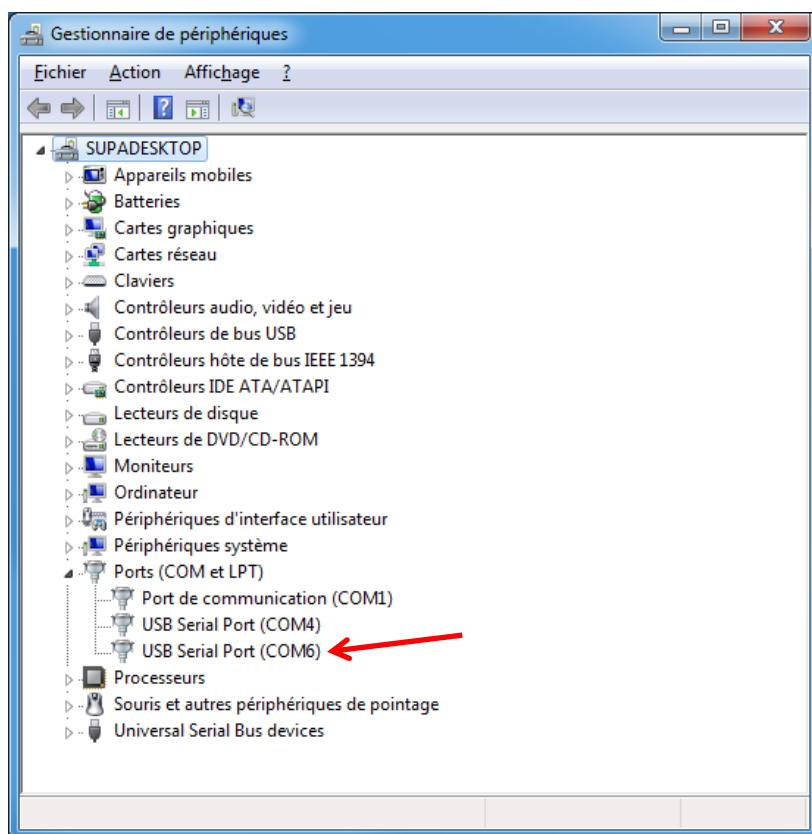 Gestionnaire de périphériques
Fichier Action Affichage ?
SUPADESKTOP
Appareils mobiles
Batteries
Cartes graphiques
Cartes réseau
Claviers
Contrôleurs audio, vidéo et jeu
Contrôleurs de bus USB
Contrôleurs hôte de bus IEEE 1394
Contrôleurs IDE ATA/ATAPI
Lecteurs de disque
Lecteurs de DVD/CD-ROM
Moniteurs
Ordinateur
Périphériques d'interface utilisateur
Périphériques système
Ports (COM et LPT)
Port de communication (COM1)
USB Serial Port (COM4)
USB Serial Port (COM6)
Processeurs
Souris et autres périphériques de pointage
Universal Serial Bus devices